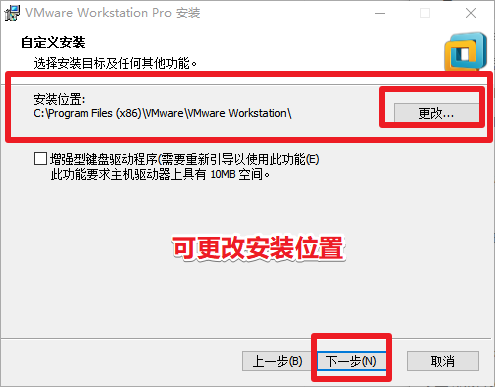 VMware Workstation Pro 安装
自定义安装
选择安装目标及任何其他功能。
安装位置:
C:\Program Files (x86)\VMware\VMware Workstation\
更改...
增强型键盘驱动程序(需要重新引导以使用此功能(E)
此功能要求主机驱动器上具有 10MB 空间。
可更改安装位置
上一步(B) 下一步(N) 取消